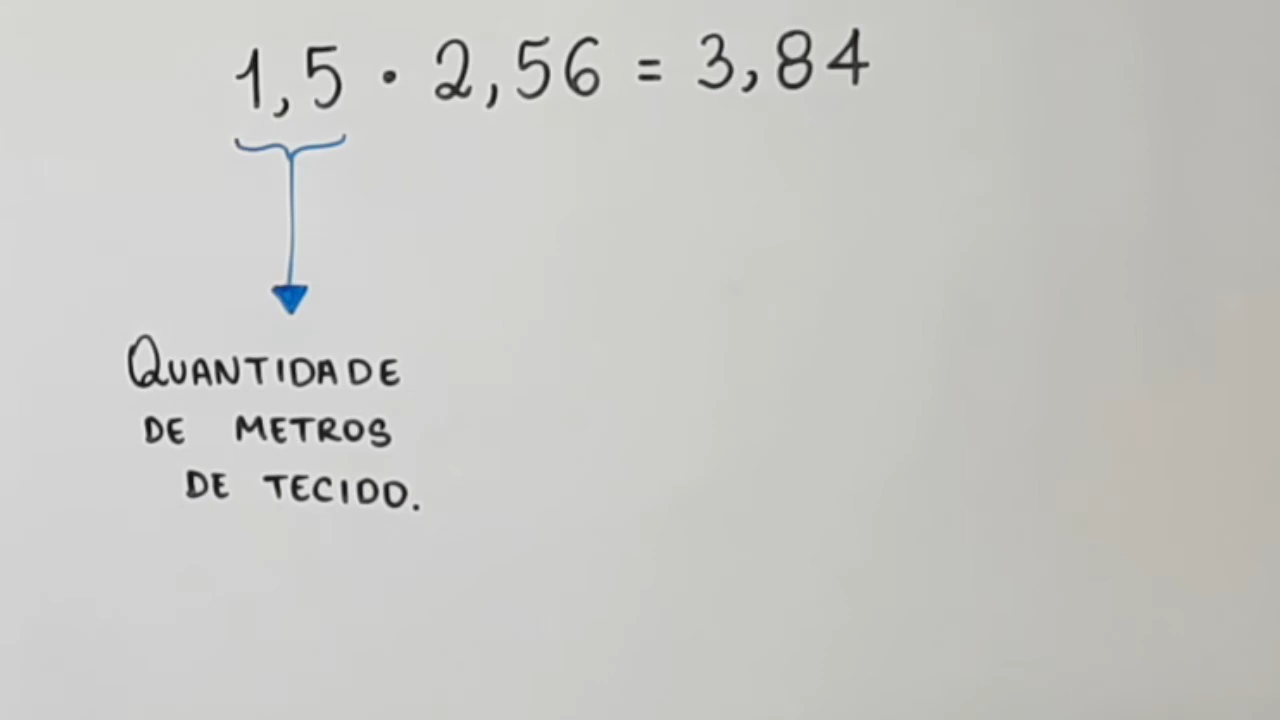 1,5 · 2,56 = 3,84
QUANTIDADE
DE METROS
DE TECIDO.